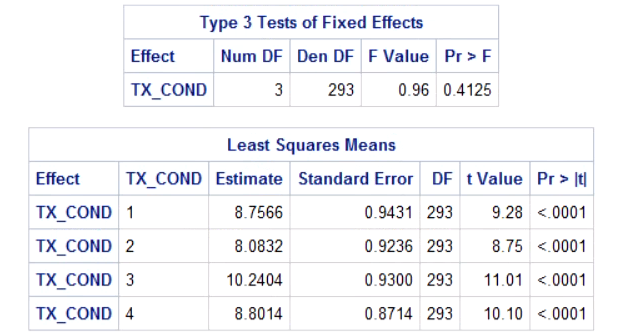 Type 3 Tests of Fixed Effects
Effect Num DF Den DF F Value Pr > F
TX_COND 3 293 0.96 0.4125
Least Squares Means
Effect TX_COND Estimate Standard Error DF t Value Pr > |t|
TX_COND 1 8.7566 0.9431 293 9.28 <.0001
TX_COND 2 8.0832 0.9236 293 8.75 <.0001
TX_COND 3 10.2404 0.9300 293 11.01 <.0001
TX_COND 4 8.8014 0.8714 293 10.10 <.0001